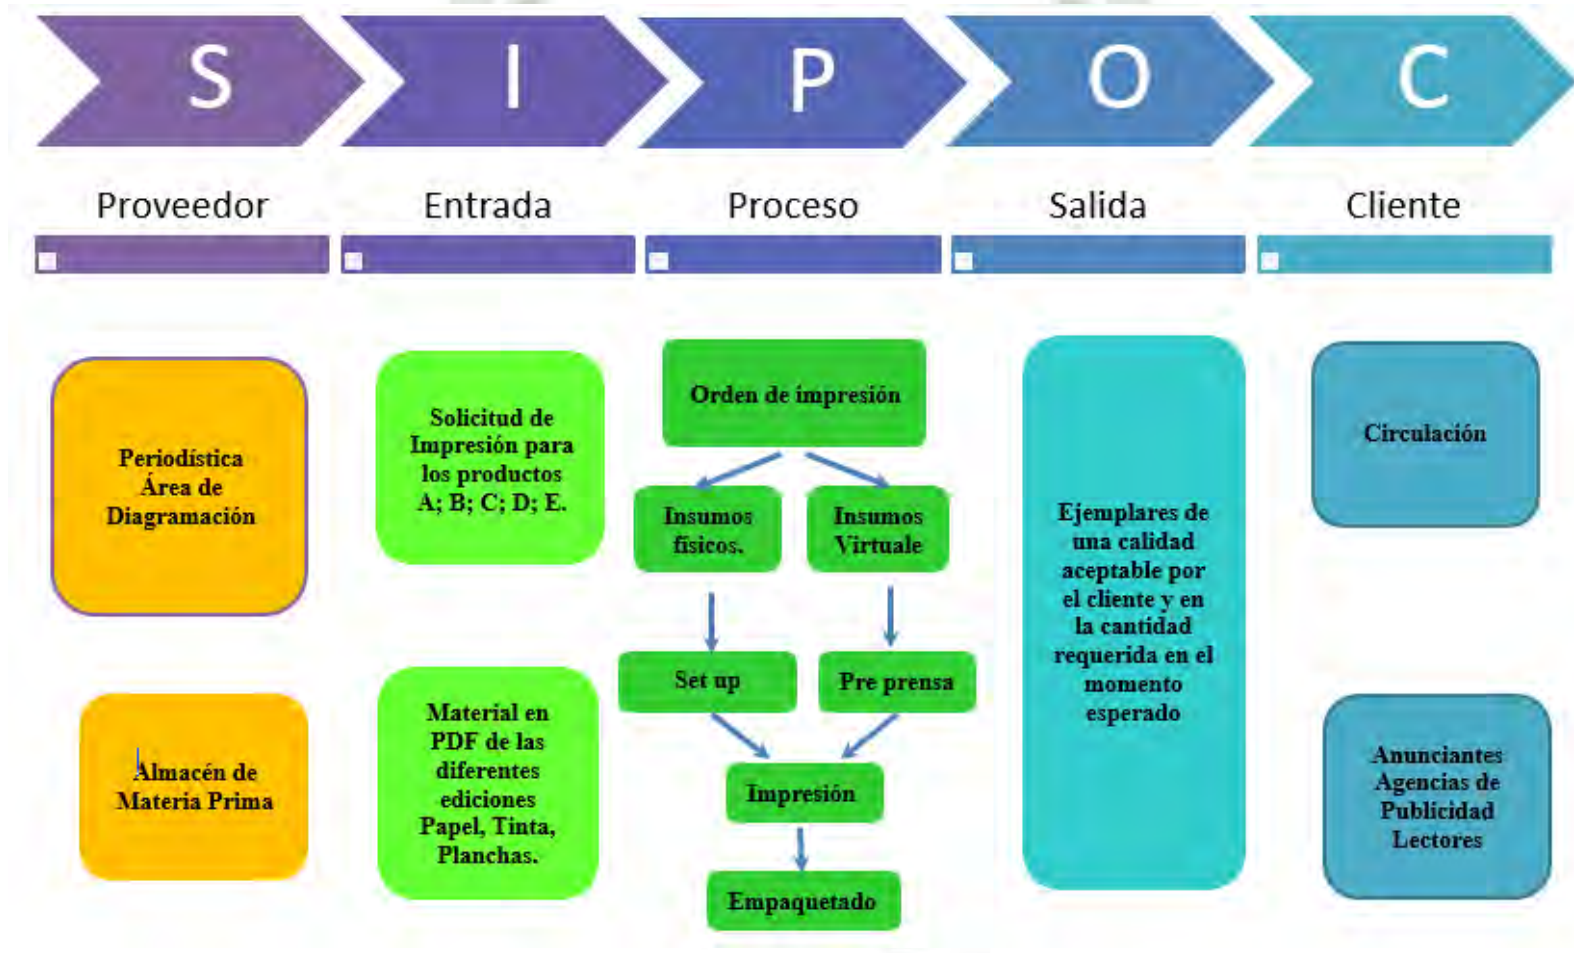 S
I
P
O
C
Proveedor
Entrada
Proceso
Salida
Cliente
Periodística
Área de
Diagramación
Almacén de
Materia Prima
Solicitud de
Impresión para
los productos
A; B; C; D; E.
Material en
PDF de las
diferentes
ediciones
Papel, Tinta,
Planchas.
Orden de impresión
Insumos
físicos.
Insumos
Virtuale
Set up
Pre prensa
Impresión
Empaquetado
Ejemplares de
una calidad
aceptable por
el cliente y en
la cantidad
requerida en el
momento
esperado
Circulación
Anunciantes
Agencias de
Publicidad
Lectores